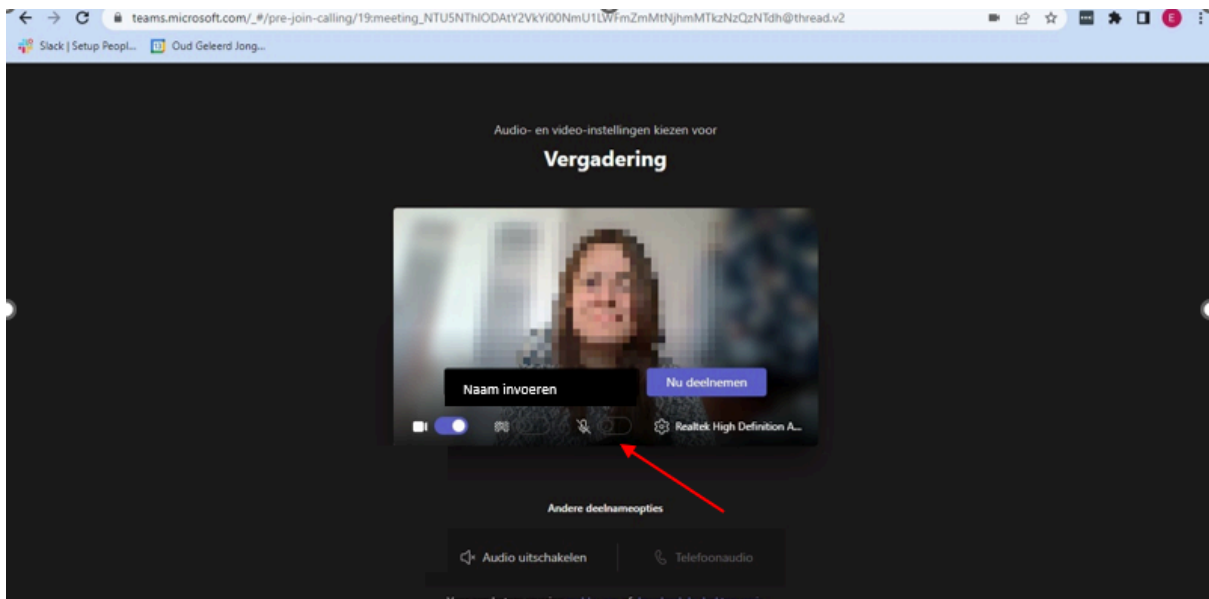 teams.microsoft.com/_#/pre-join-calling/19:meeting_NTU5NThlODAtY2VkYi00NmU1LWFmZmMtNjhmMTkzNzQzNTdh@thread.v2
E
Slack | Setup Peopl...
Oud Geleerd Jong...
Audio- en video-instellingen kiezen voor
Vergadering
Naam invoeren
Nu deelnemen
Realtek High Definition A...
Andere deelnameopties
Audio uitschakelen
Telefoonaudio